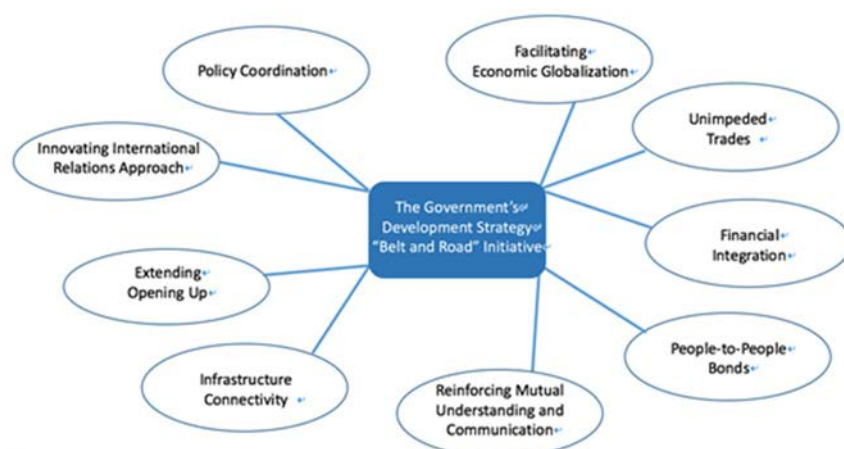 Facilitating
Economic Globalization
Policy Coordination
Unimpeded
Trades
Innovating International
Relations Approach
The Government's
Development Strategy
"Belt and Road" Initiative
Financial
Integration
Extending
Opening Up
People-to-People
Bonds
Infrastructure
Connectivity
Reinforcing Mutual
Understanding and
Communication